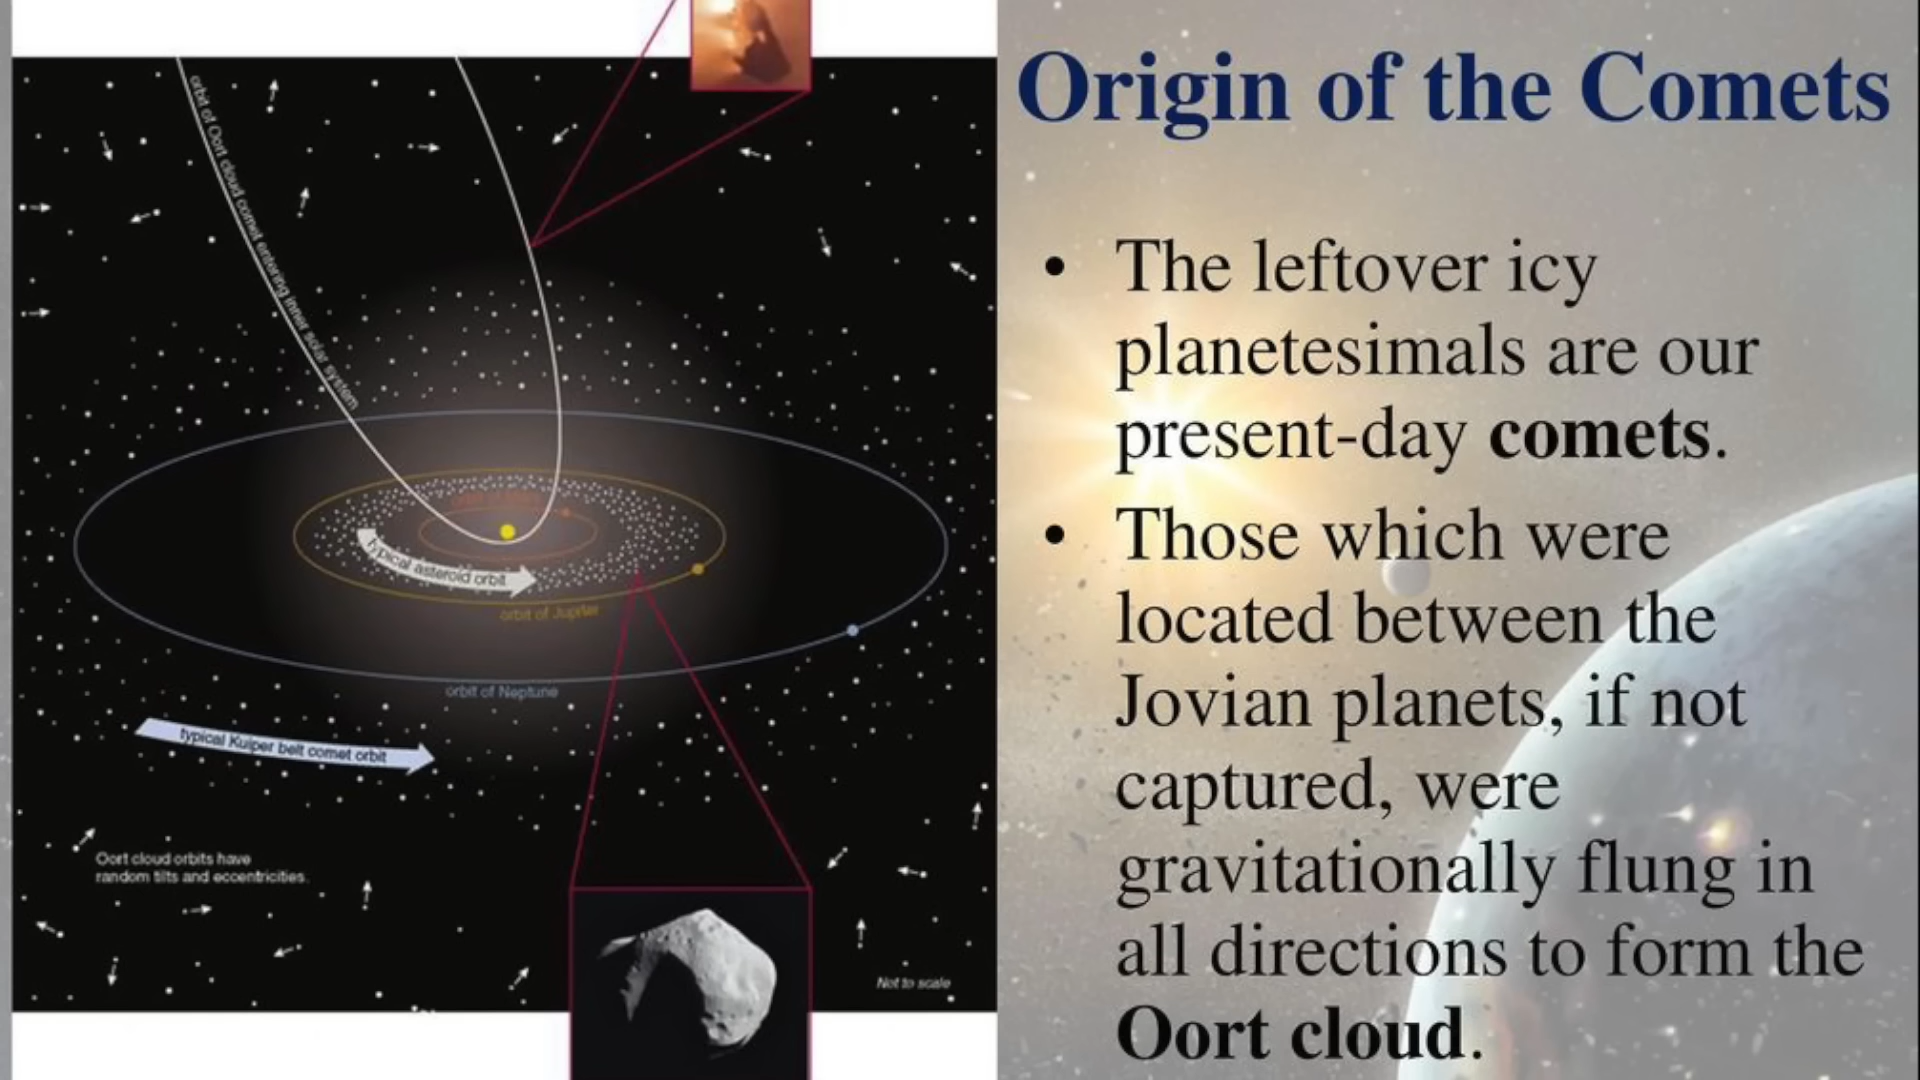 Origin of the Comets
orbit of Oort cloud comet entering inner solar system
typical asteroid orbit
orbit of Jupiter
orbit of Neptune
typical Kuiper belt comet orbit
Oort cloud orbits have
random tilts and eccentricities.
Not to scale
• The leftover icy
planetesimals are our
present-day comets.
• Those which were
located between the
Jovian planets, if not
captured, were
gravitationally flung in
all directions to form the
Oort cloud.